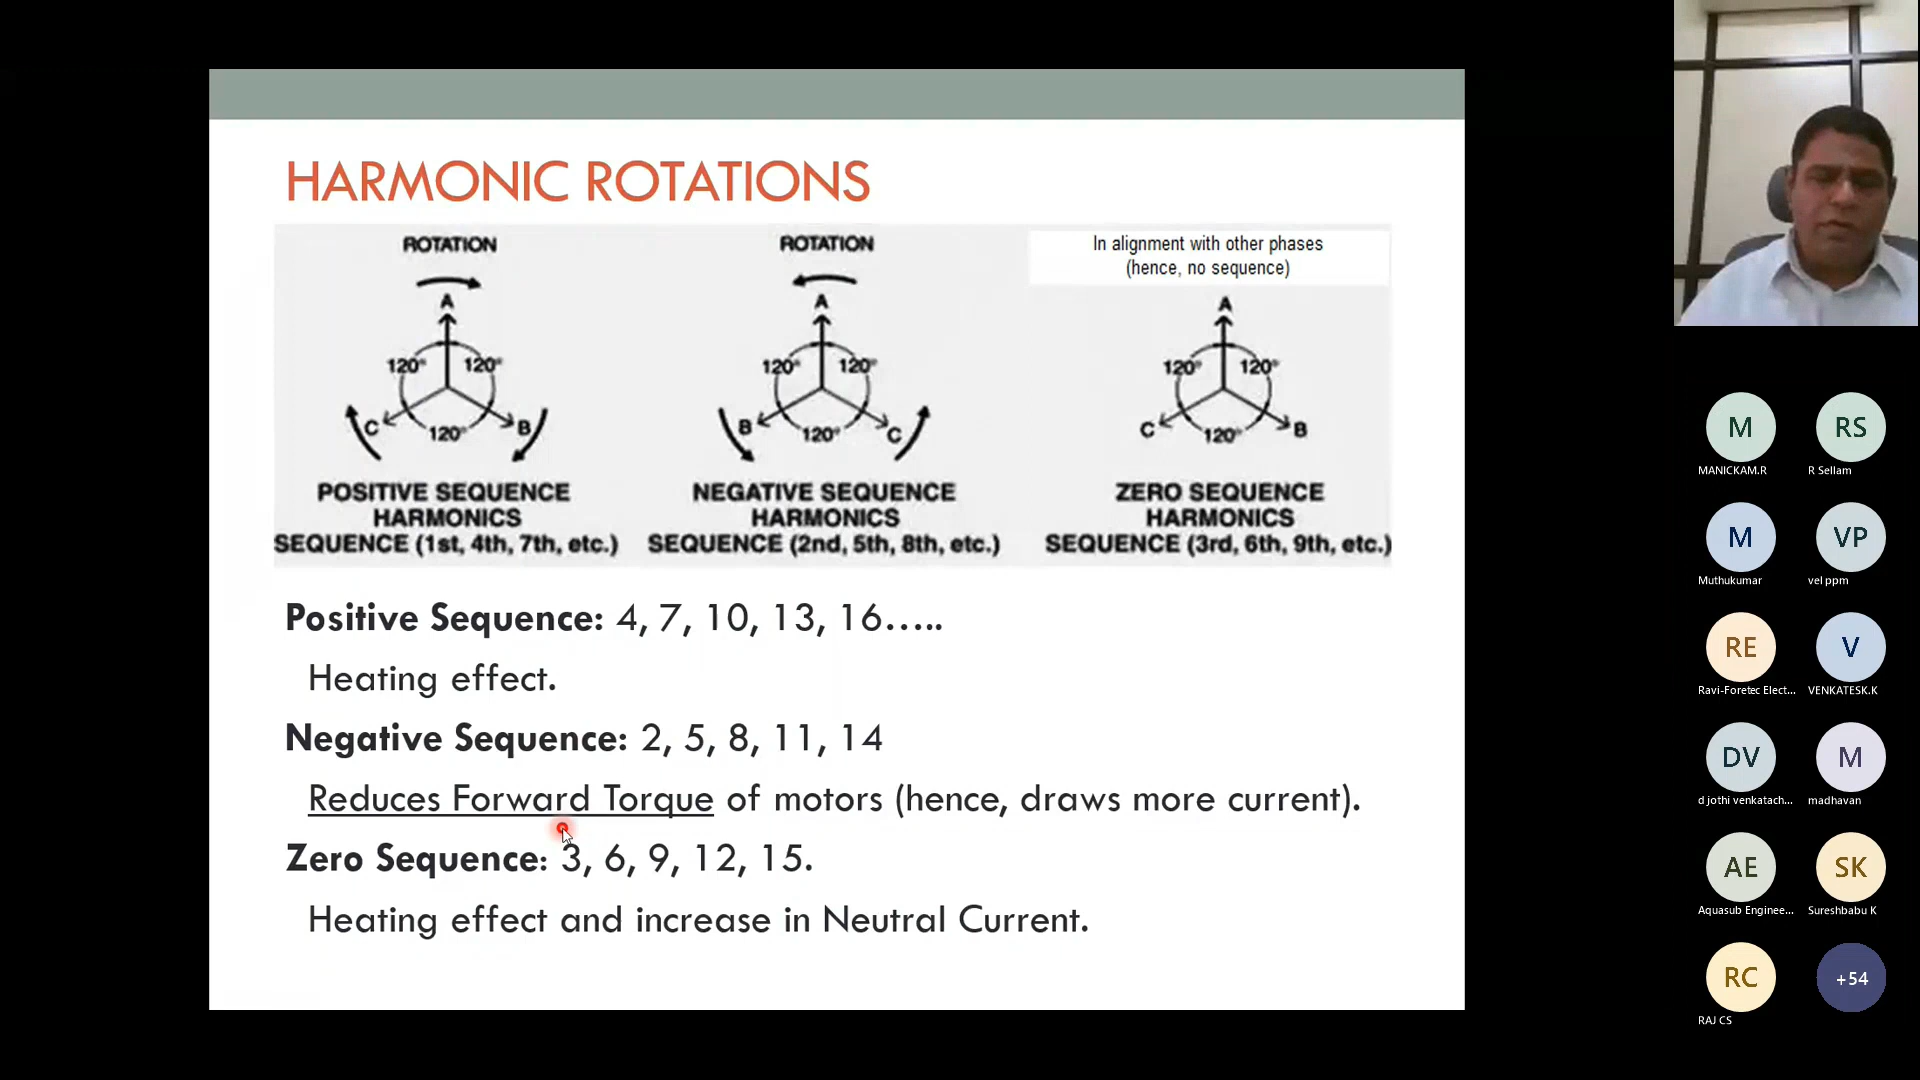 HARMONIC ROTATIONS
ROTATION
A
120°
120°
C
B
120°
POSITIVE SEQUENCE
HARMONICS
SEQUENCE (1st, 4th, 7th, etc.)
ROTATION
A
120°
120°
B
C
120°
NEGATIVE SEQUENCE
HARMONICS
SEQUENCE (2nd, 5th, 8th, etc.)
In alignment with other phases
(hence, no sequence)
A
120°
120°
C
B
120°
ZERO SEQUENCE
HARMONICS
SEQUENCE (3rd, 6th, 9th, etc.)
Positive Sequence: 4, 7, 10, 13, 16.....
Heating effect.
Negative Sequence: 2, 5, 8, 11, 14
Reduces Forward Torque of motors (hence, draws more current).
Zero Sequence: 3, 6, 9, 12, 15.
Heating effect and increase in Neutral Current.
M
RS
MANICKAM.R
R Sellam
M
VP
Muthukumar
vel ppm
RE
V
Ravi-Foretec Elect...
VENKATESK.K
DV
M
d jothi venkatach...
madhavan
AE
SK
Aquasub Enginee...
Sureshbabu K
RC
+54
RAJ CS